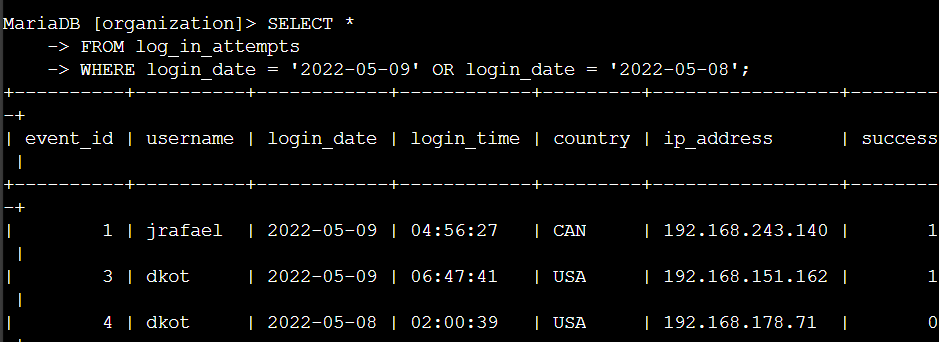 MariaDB [organization]> SELECT *
    -> FROM log_in_attempts
    -> WHERE login_date = '2022-05-09' OR login_date = '2022-05-08';
+----------+----------+------------+------------+---------+-----------------+--------
-+
| event_id | username | login_date | login_time | country | ip_address      | success
 |
+----------+----------+------------+------------+---------+-----------------+--------
-+
|        1 | jrafael  | 2022-05-09 | 04:56:27 | CAN     | 192.168.243.140 |       1
 |
|        3 | dkot     | 2022-05-09 | 06:47:41 | USA     | 192.168.151.162 |       1
 |
|        4 | dkot     | 2022-05-08 | 02:00:39 | USA     | 192.168.178.71  |       0